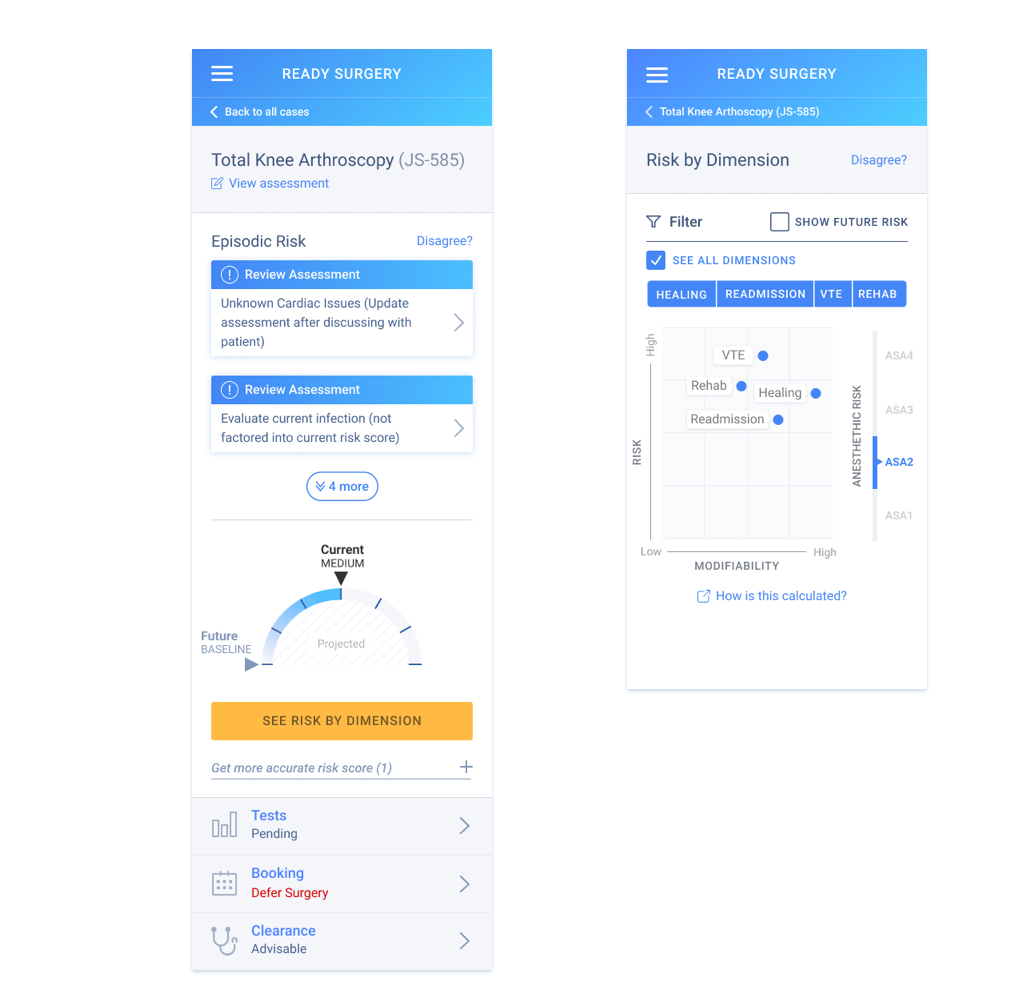 READY SURGERY
Back to all cases
Total Knee Arthroscopy (JS-585)
View assessment
Episodic Risk
Disagree?
Review Assessment
Unknown Cardiac Issues (Update
assessment after discussing with
patient)
Review Assessment
Evaluate current infection (not
factored into current risk score)
4 more
Current
MEDIUM
Future
BASELINE
Projected
SEE RISK BY DIMENSION
Get more accurate risk score (1)
Tests
Pending
Booking
Defer Surgery
Clearance
Advisable
READY SURGERY
Total Knee Arthoscopy (JS-585)
Risk by Dimension
Disagree?
Filter
SHOW FUTURE RISK
SEE ALL DIMENSIONS
HEALING
READMISSION
VTE
REHAB
High
RISK
VTE
Rehab
Healing
Readmission
Low
High
MODIFIABILITY
ANESTHETHIC RISK
ASA4
ASA3
ASA2
ASA1
How is this calculated?